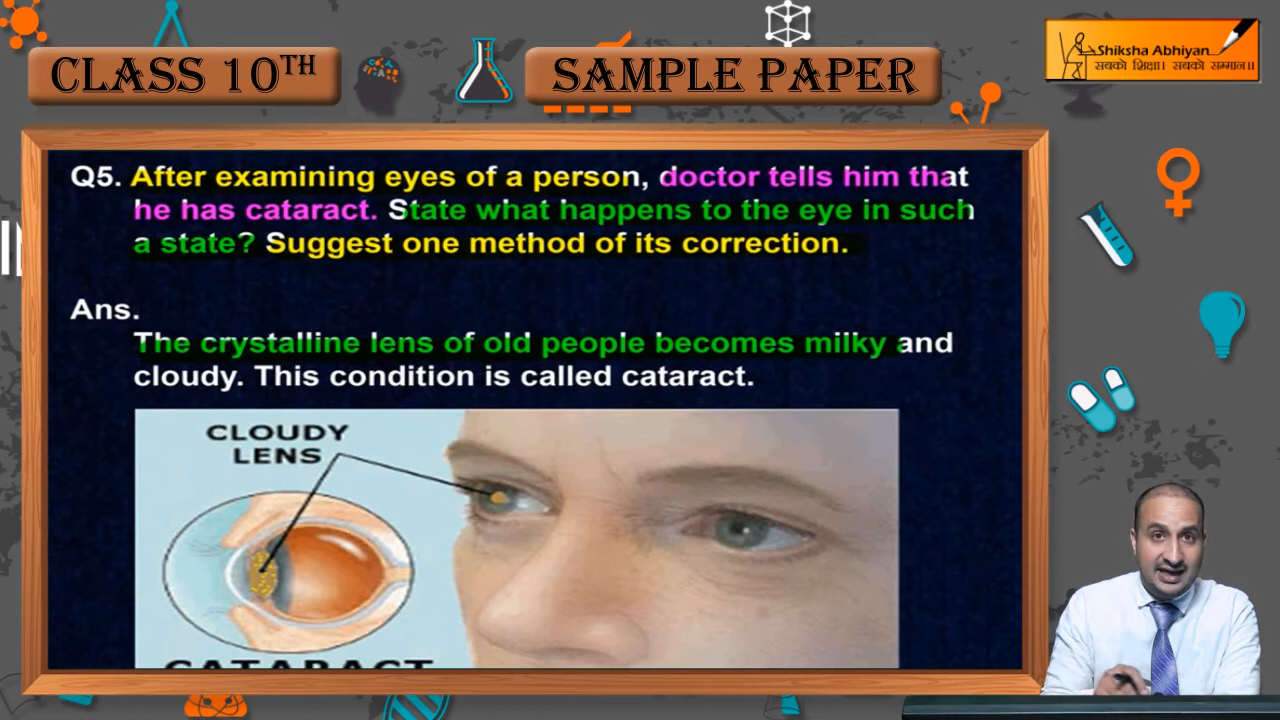 CLASS 10TH
SAMPLE PAPER
Shiksha Abhiyan
सबको शिक्षा। सबको सम्मान।।
Q5. After examining eyes of a person, doctor tells him that
he has cataract. State what happens to the eye in such
a state? Suggest one method of its correction.
Ans.
The crystalline lens of old people becomes milky and
cloudy. This condition is called cataract.
CLOUDY
LENS
CATARACT